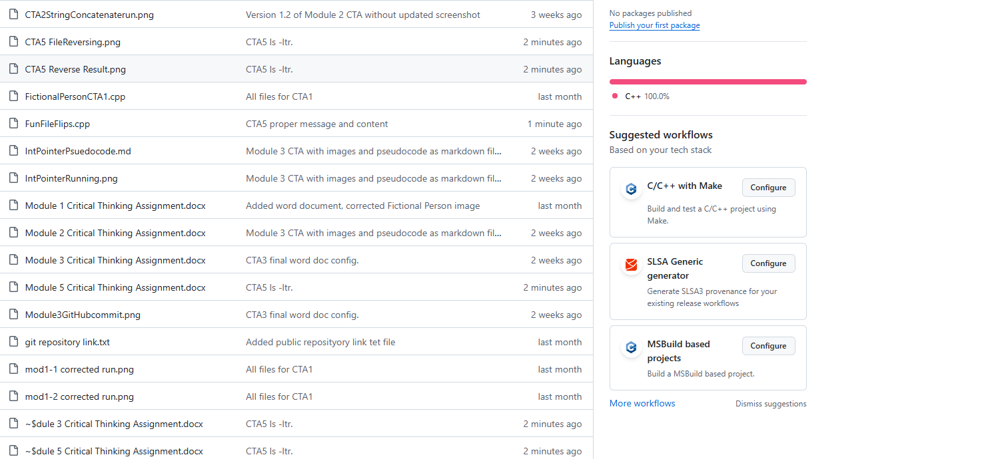 CTA2StringConcatenaterun.png Version 1.2 of Module 2 CTA without updated screenshot 3 weeks ago
CTA5 FileReversing.png CTA5 ls -ltr. 2 minutes ago
CTA5 Reverse Result.png CTA5 ls -ltr. 2 minutes ago
FictionalPersonCTA1.cpp All files for CTA1 last month
FunFileFlips.cpp CTA5 proper message and content 1 minute ago
IntPointerPsuedocode.md Module 3 CTA with images and pseudocode as markdown fil... 2 weeks ago
IntPointerRunning.png Module 3 CTA with images and pseudocode as markdown fil... 2 weeks ago
Module 1 Critical Thinking Assignment.docx Added word document, corrected Fictional Person image last month
Module 2 Critical Thinking Assignment.docx Module 3 CTA with images and pseudocode as markdown fil... 2 weeks ago
Module 3 Critical Thinking Assignment.docx CTA3 final word doc config. 2 weeks ago
Module 5 Critical Thinking Assignment.docx CTA5 ls -ltr. 2 minutes ago
Module3GitHubcommit.png CTA3 final word doc config. 2 weeks ago
git repository link.txt Added public reposityory link tet file last month
mod1-1 corrected run.png All files for CTA1 last month
mod1-2 corrected run.png All files for CTA1 last month
~$dule 3 Critical Thinking Assignment.docx CTA5 ls -ltr. 2 minutes ago
~$dule 5 Critical Thinking Assignment.docx CTA5 ls -ltr. 2 minutes ago
No packages published
Publish your first package
Languages
C++ 100.0%
Suggested workflows
Based on your tech stack
C/C++ with Make Configure
Build and test a C/C++ project using
Make.
SLSA Generic Configure
generator
Generate SLSA3 provenance for your
existing release workflows
MSBuild based Configure
projects
Build a MSBuild based project.
More workflows Dismiss suggestions